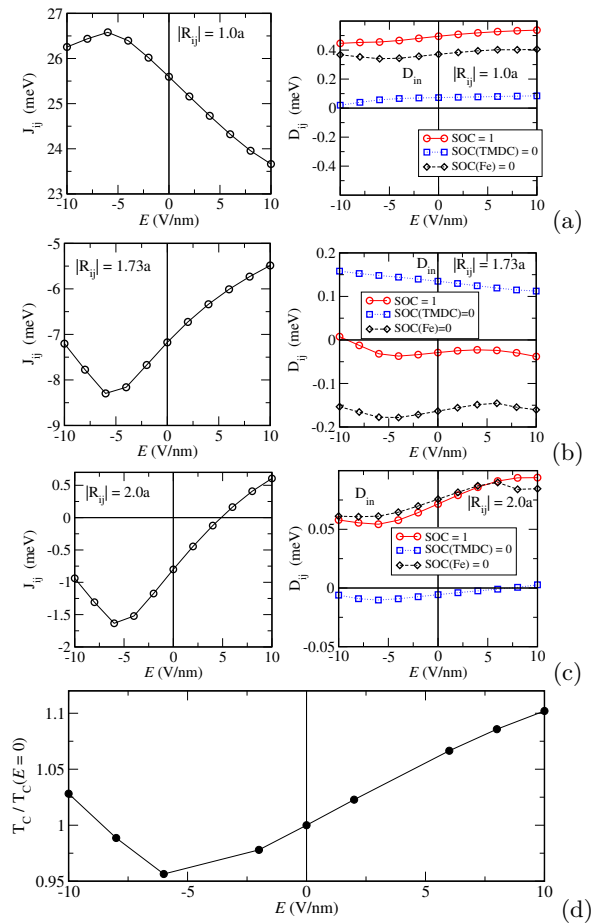 27
26
25
24
23
J_ij (meV)
|R_ij| = 1.0a
-10 -5 0 5 10
E (V/nm)
0.4
0.2
0
-0.2
-0.4
D_ij (meV)
D_in |R_ij| = 1.0a
SOC = 1
SOC(TMDC) = 0
SOC(Fe) = 0
-10 -5 0 5 10
E (V/nm)
(a)
-5
-6
-7
-8
-9
J_ij (meV)
|R_ij| = 1.73a
-10 -5 0 5 10
E (V/nm)
0.2
0.1
0
-0.1
-0.2
D_ij (meV)
D_in |R_ij| = 1.73a
SOC = 1
SOC(TMDC)=0
SOC(Fe)=0
-10 -5 0 5 10
E (V/nm)
(b)
0.5
0
-0.5
-1
-1.5
-2
J_ij (meV)
|R_ij| = 2.0a
-10 -5 0 5 10
E (V/nm)
0.05
0
-0.05
D_ij (meV)
D_in |R_ij| = 2.0a
SOC = 1
SOC(TMDC) = 0
SOC(Fe) = 0
-10 -5 0 5 10
E (V/nm)
(c)
1.1
1.05
1
0.95
T_C / T_C(E = 0)
-10 -5 0 5 10
E (V/nm)
(d)